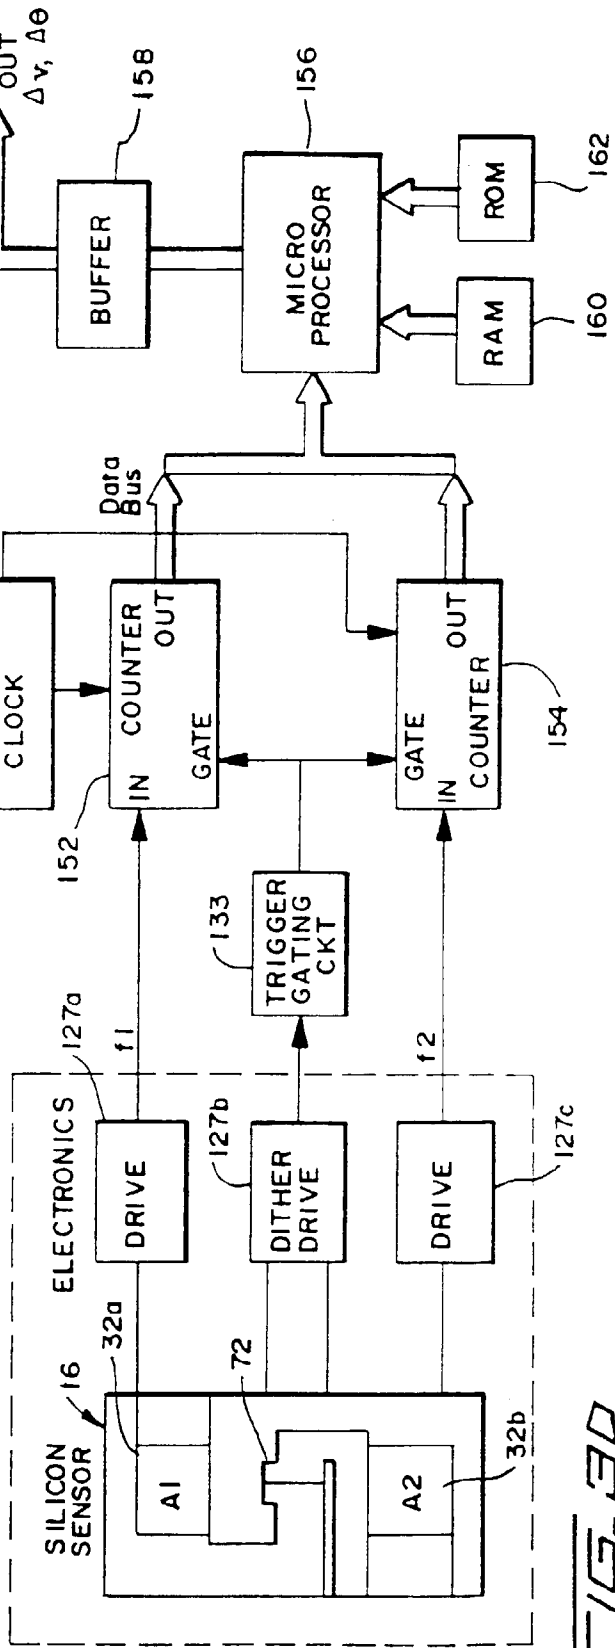 SILICON
SENSOR
16
32a
A1
72
A2
32b
ELECTRONICS
DRIVE
127a
DITHER
DRIVE
127b
DRIVE
127c
f1
f2
133
TRIGGER
GATING
CKT
152
CLOCK
IN
COUNTER
OUT
GATE
GATE
IN
OUT
COUNTER
154
Data
Bus
BUFFER
158
OUT
Δv, Δθ
MICRO
PROCESSOR
156
RAM
160
ROM
162
FIG. 3D